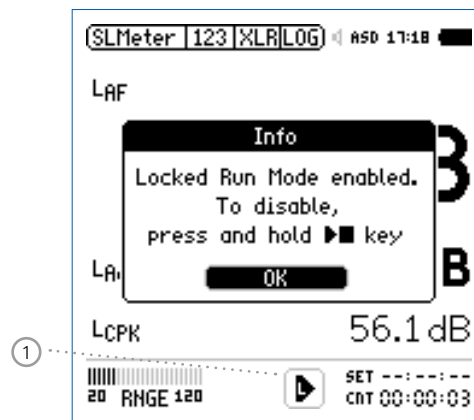 SLMeter 123 XLR LOG ASD 17:18
LAF
Info
Locked Run Mode enabled.
To disable,
press and hold ▶■ key
OK
B
LCPK 56.1 dB
1
L
SET --:--:--
20 RNGE 120
CNT 00:00:03